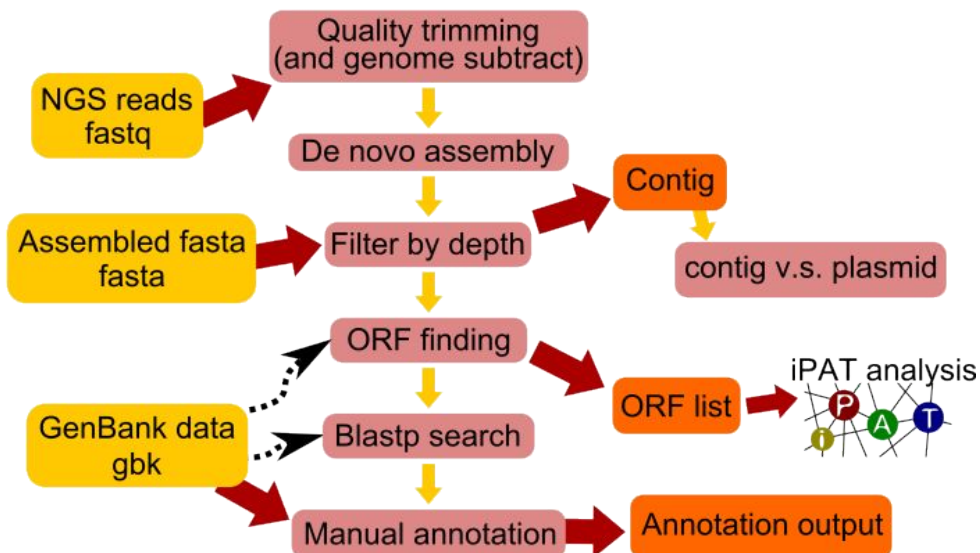 Quality trimming
(and genome subtract)
NGS reads
fastq
De novo assembly
Contig
Assembled fasta
fasta
Filter by depth
contig v.s. plasmid
ORF finding
iPAT analysis
ORF list
i P A T
GenBank data
gbk
Blastp search
Manual annotation
Annotation output